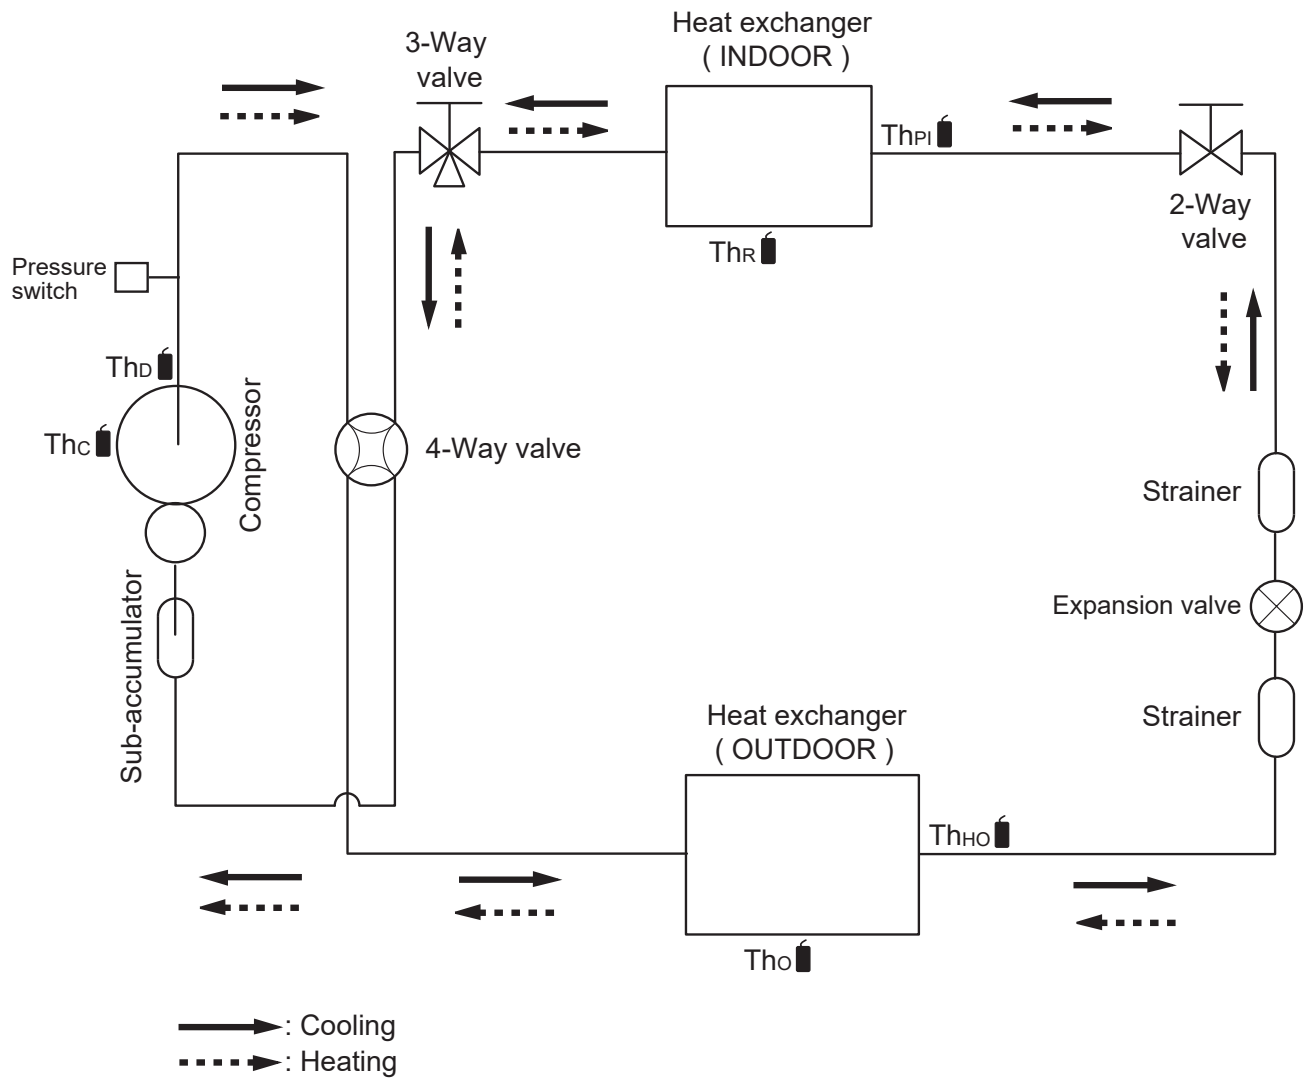 Heat exchanger
( INDOOR )
3-Way
valve
ThPI
2-Way
valve
ThR
Pressure
switch
ThD
ThC
Compressor
4-Way valve
Strainer
Expansion valve
Sub-accumulator
Strainer
Heat exchanger
( OUTDOOR )
ThHO
ThO
: Cooling
: Heating